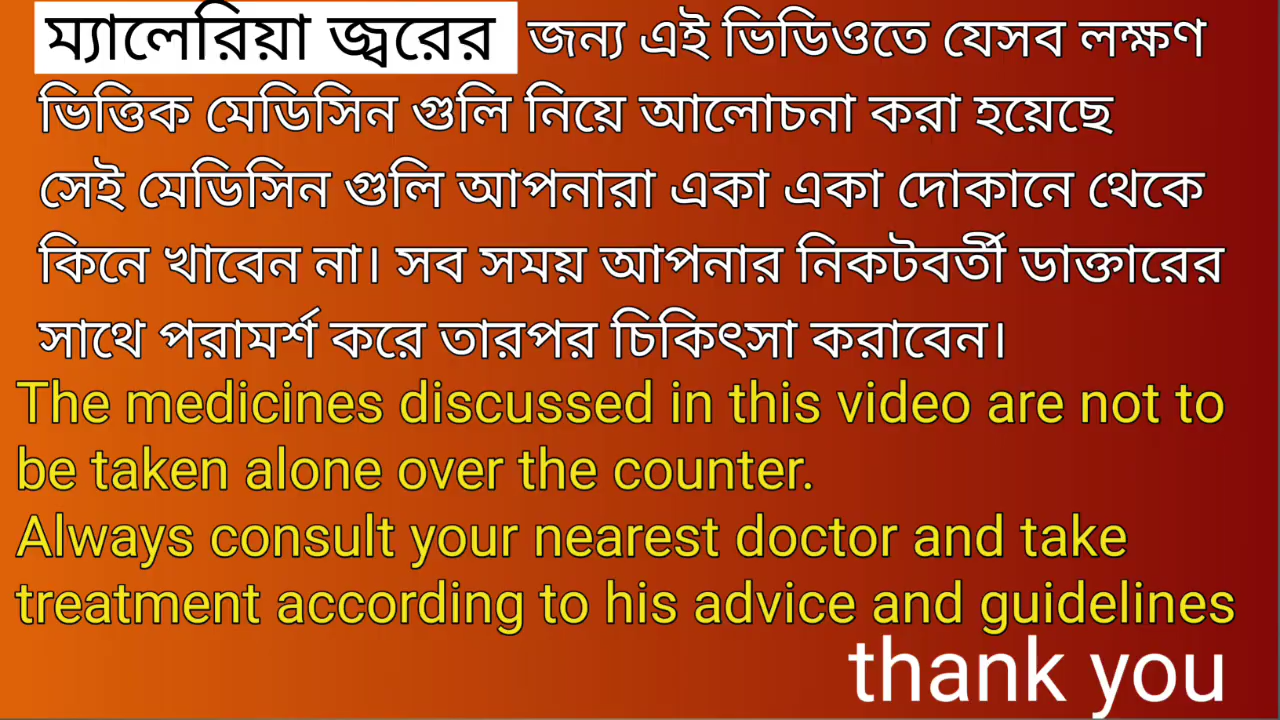 ম্যালেরিয়া জ্বরের জন্য এই ভিডিওতে যেসব লক্ষণ
ভিত্তিক মেডিসিন গুলি নিয়ে আলোচনা করা হয়েছে
সেই মেডিসিন গুলি আপনারা একা একা দোকানে থেকে
কিনে খাবেন না। সব সময় আপনার নিকটবর্তী ডাক্তারের
সাথে পরামর্শ করে তারপর চিকিৎসা করাবেন।
The medicines discussed in this video are not to
be taken alone over the counter.
Always consult your nearest doctor and take
treatment according to his advice and guidelines
thank you